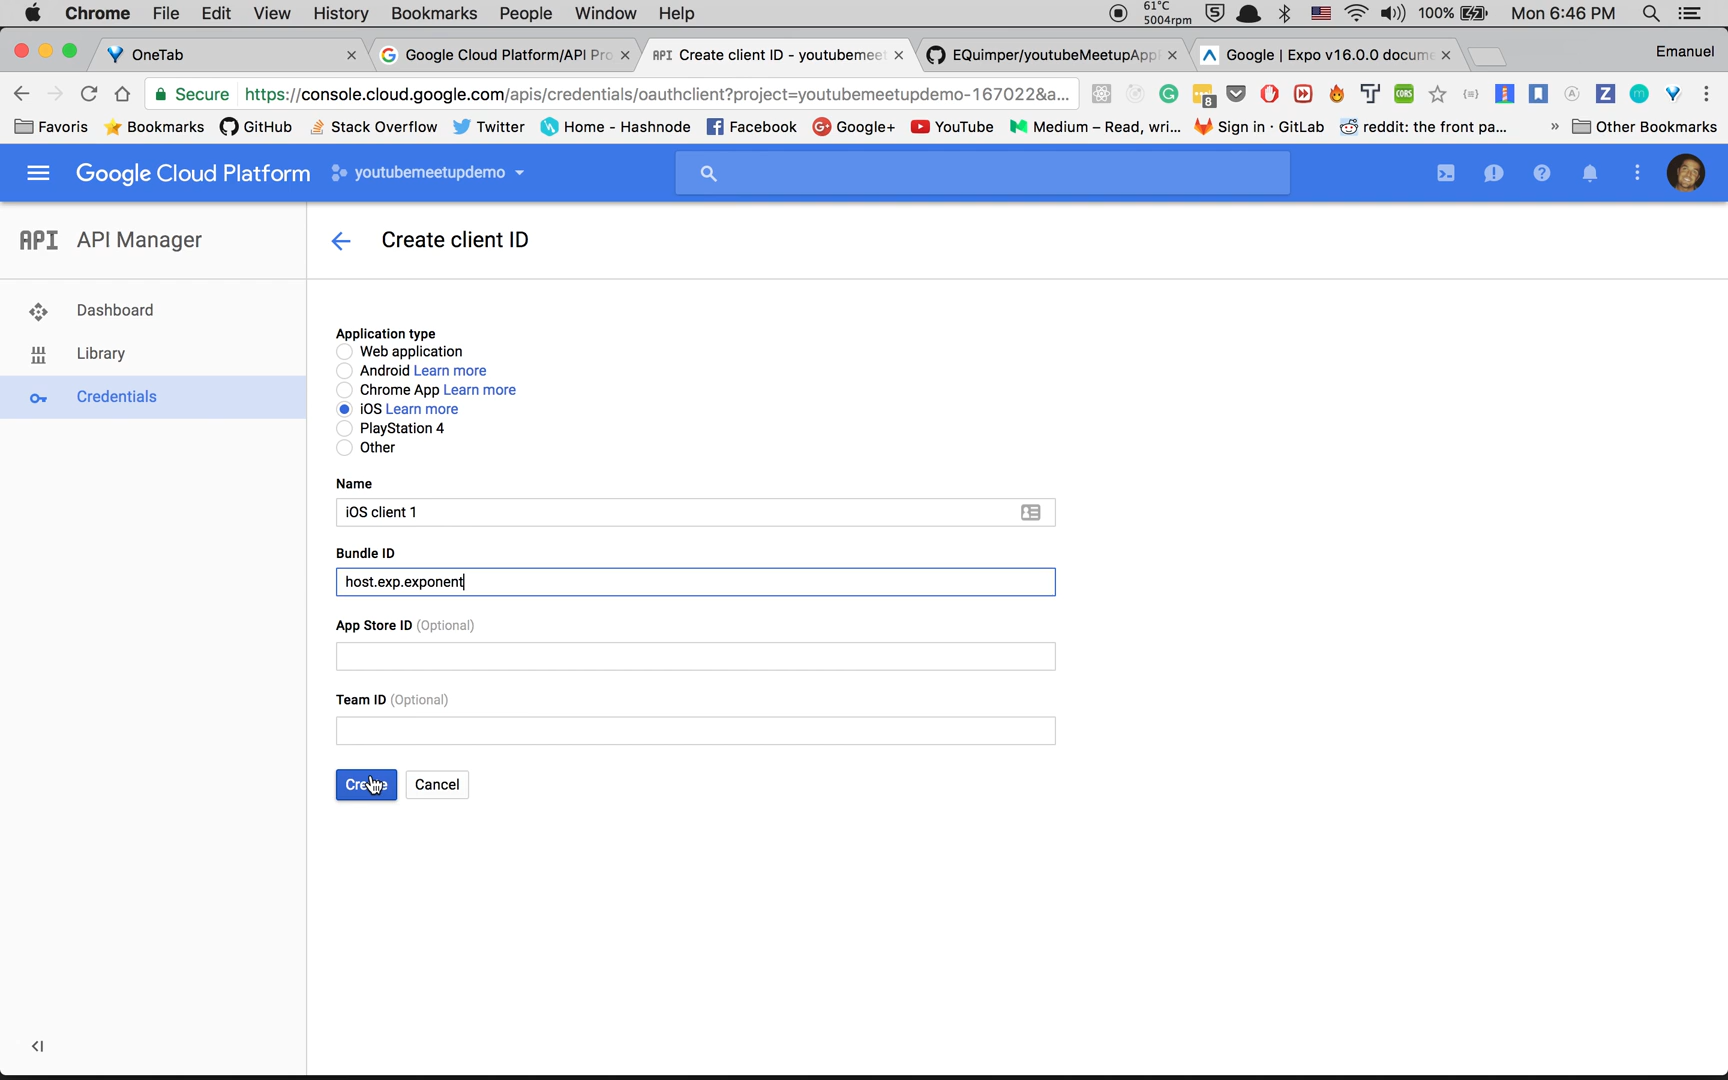 Chrome File Edit View History Bookmarks People Window Help 61°C 5004rpm 100% Mon 6:46 PM
OneTab Google Cloud Platform/API Pro Create client ID - youtubemeet EQuimper/youtubeMeetupApp Google | Expo v16.0.0 docume Emanuel
Secure https://console.cloud.google.com/apis/credentials/oauthclient?project=youtubemeetupdemo-167022&a...
Favoris Bookmarks GitHub Stack Overflow Twitter Home - Hashnode Facebook Google+ YouTube Medium – Read, wri... Sign in · GitLab reddit: the front pa... » Other Bookmarks
Google Cloud Platform youtubemeetupdemo
API API Manager
Create client ID
Dashboard
Library
Credentials
Application type
Web application
Android Learn more
Chrome App Learn more
iOS Learn more
PlayStation 4
Other
Name
iOS client 1
Bundle ID
host.exp.exponent
App Store ID (Optional)
Team ID (Optional)
Create Cancel